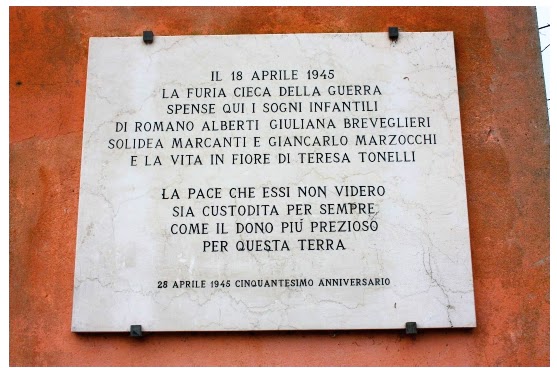 IL 18 APRILE 1945
LA FURIA CIECA DELLA GUERRA
SPENSE QUI I SOGNI INFANTILI
DI ROMANO ALBERTI GIULIANA BREVEGLIERI
SOLIDEA MARCANTI E GIANCARLO MARZOCCHI
E LA VITA IN FIORE DI TERESA TONELLI
LA PACE CHE ESSI NON VIDERO
SIA CUSTODITA PER SEMPRE
COME IL DONO PIÚ PREZIOSO
PER QUESTA TERRA
28 APRILE 1945 CINQUANTESIMO ANNIVERSARIO